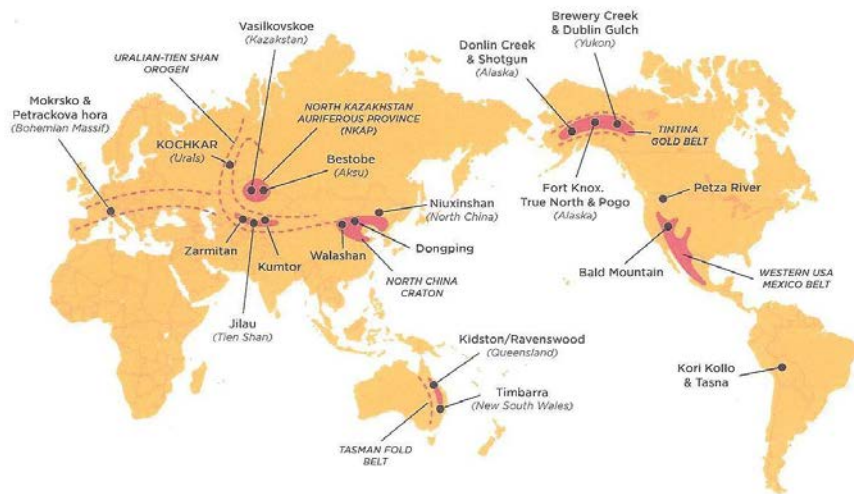 Vasilkovskoe
(Kazakstan)
URALIAN-TIEN SHAN
OROGEN
Mokrsko &
Petrackova hora
(Bohemian Massif)
NORTH KAZAKHSTAN
AURIFEROUS PROVINCE
(NKAP)
KOCHKAR
(Urals)
Bestobe
(Aksu)
Niuxinshan
(North China)
Zarmitan
Kumtor
Walashan
Dongping
NORTH CHINA
CRATON
Jilau
(Tien Shan)
Kidston/Ravenswood
(Queensland)
Timbarra
(New South Wales)
TASMAN FOLD
BELT
Brewery Creek
& Dublin Gulch
(Yukon)
Donlin Creek
& Shotgun
(Alaska)
TINTINA
GOLD BELT
Fort Knox.
True North & Pogo
(Alaska)
Petza River
Bald Mountain
WESTERN USA
MEXICO BELT
Kori Kollo
& Tasna